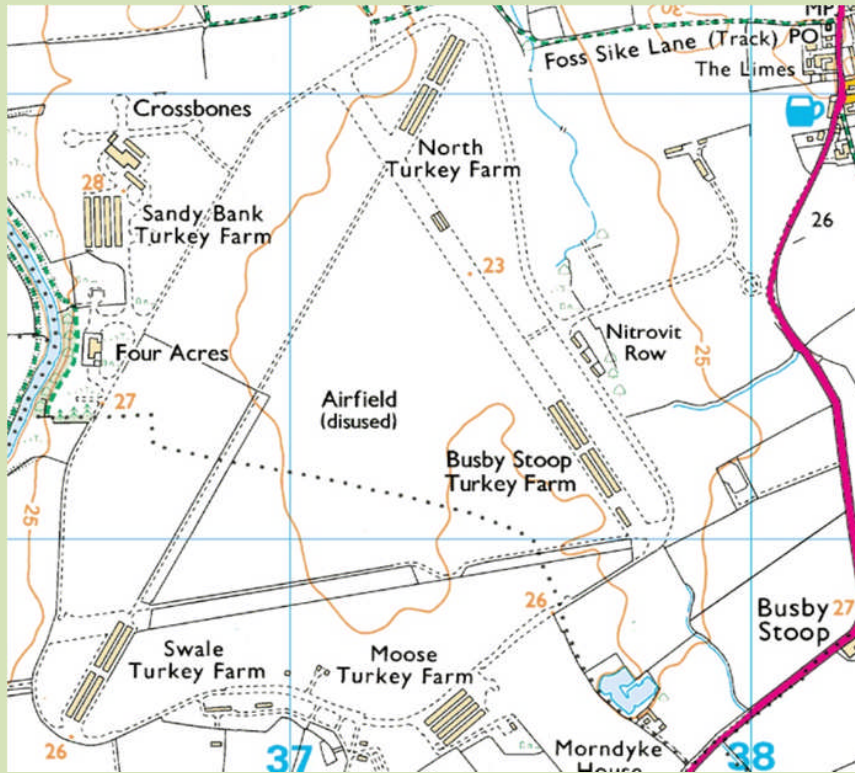 MP
Foss Sike Lane (Track) PO
The Limes
Crossbones
North
Turkey Farm
28
Sandy Bank
Turkey Farm
26
23
Nitrovit
Row
25
Four Acres
27
Airfield
(disused)
Busby Stoop
Turkey Farm
25
26
Busby
Stoop
27
Swale
Turkey Farm
Moose
Turkey Farm
26
37
38
Morndyke
House